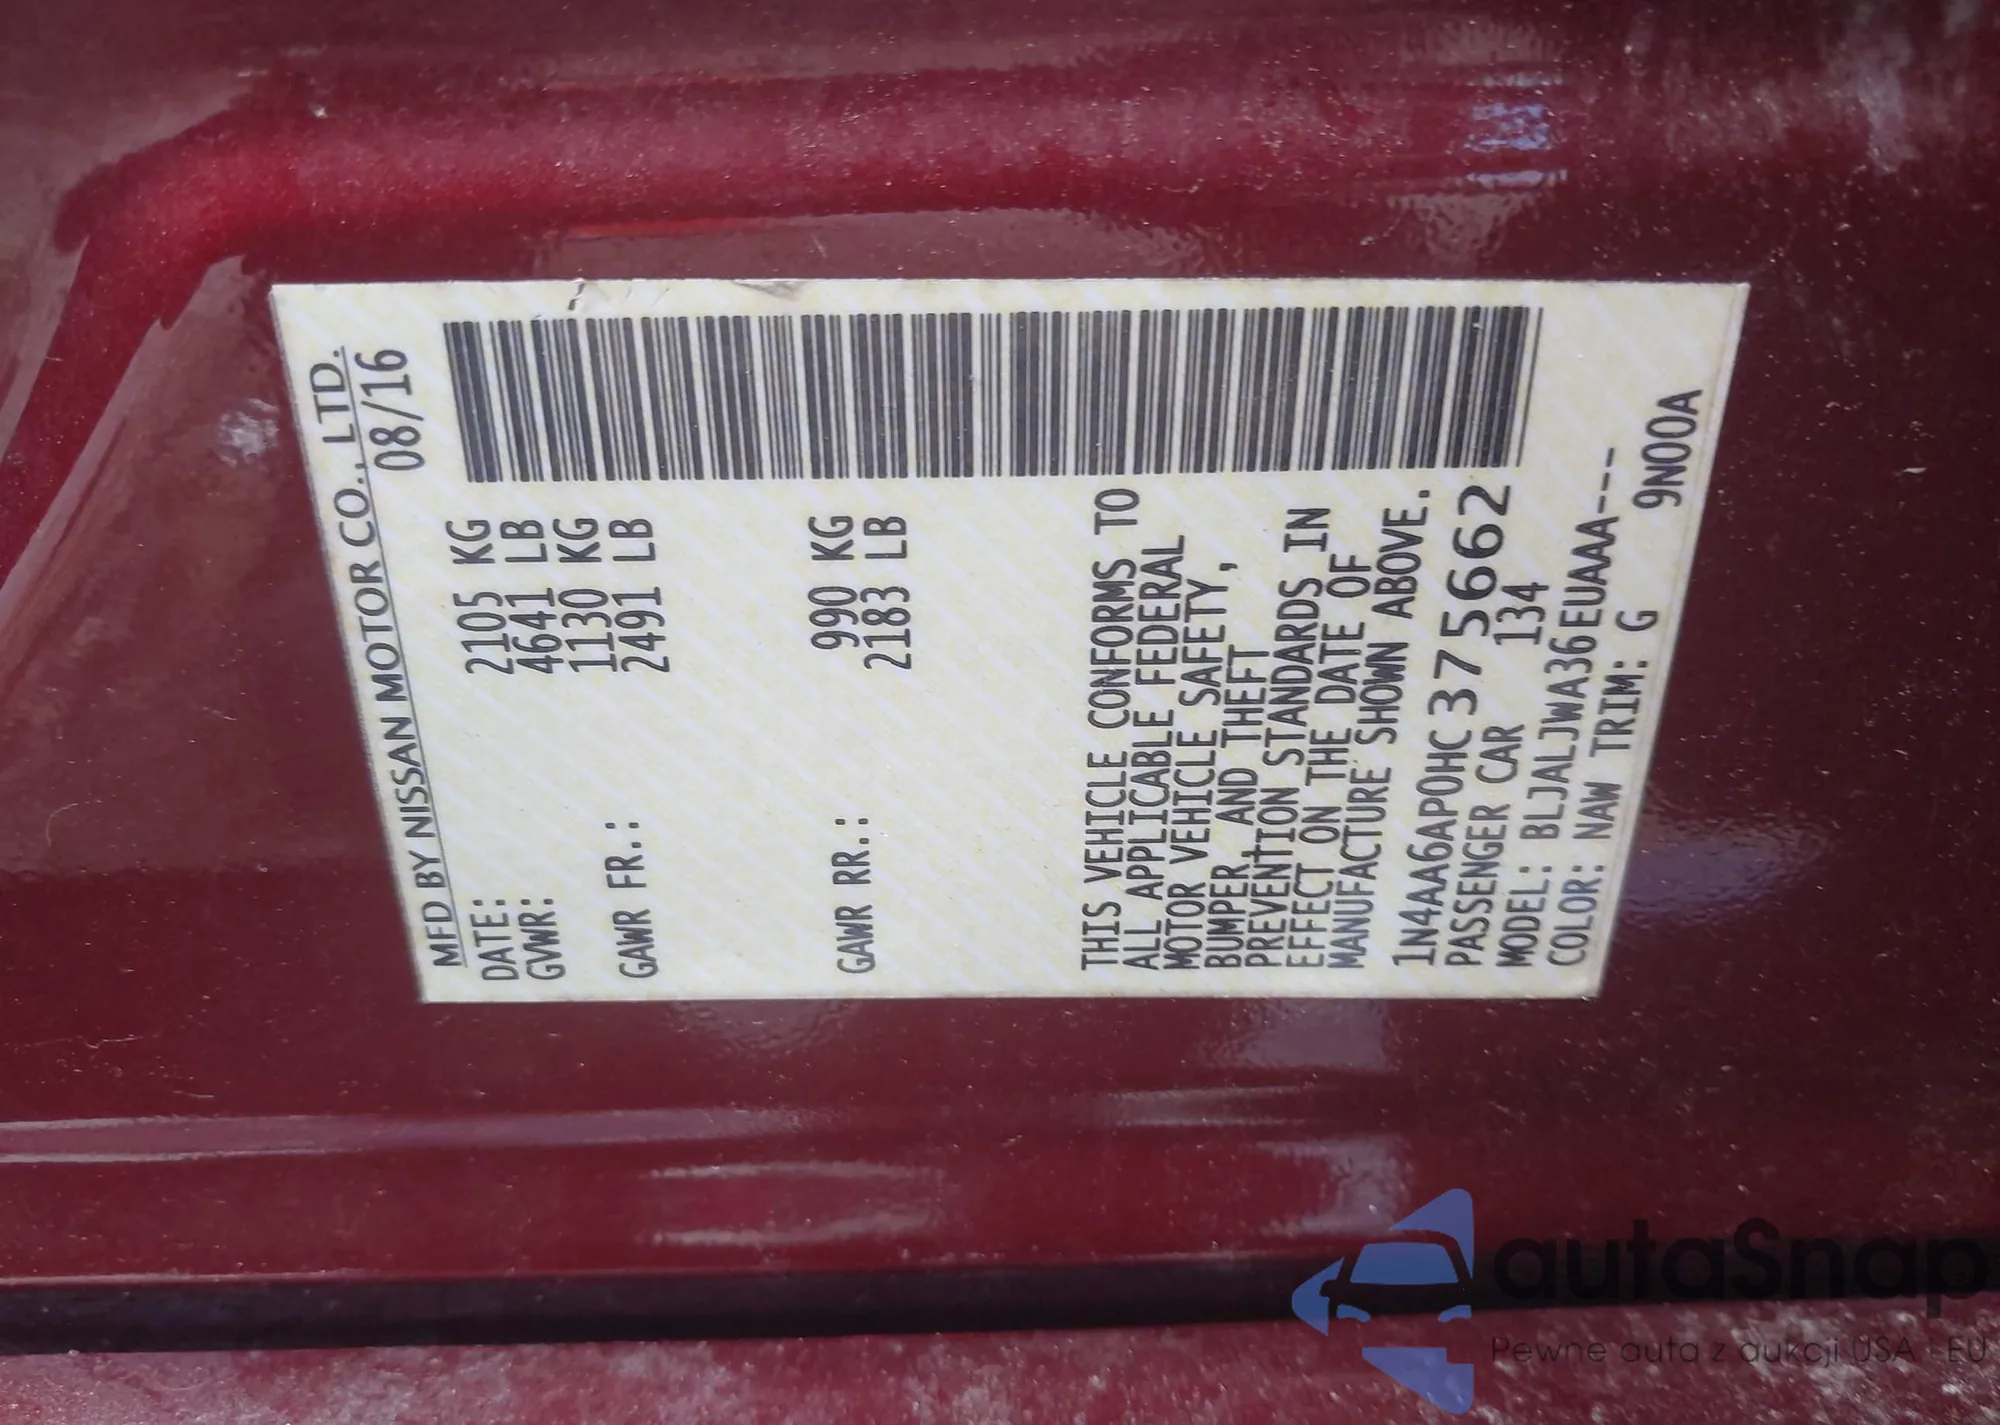 MFD BY NISSAN MOTOR CO., LTD.
DATE: 08/16
GVWR: 2105 KG
4641 LB
GAWR FR.: 1130 KG
2491 LB
GAWR RR.: 990 KG
2183 LB
THIS VEHICLE CONFORMS TO
ALL APPLICABLE FEDERAL
MOTOR VEHICLE SAFETY,
BUMPER, AND THEFT
PREVENTION STANDARDS IN
EFFECT ON THE DATE OF
MANUFACTURE SHOWN ABOVE.
1N4AA6AP0HC375662
PASSENGER CAR 134
MODEL: BLJALJWA36EUAAA---
COLOR: NAW TRIM: G 9N00A
autaSnap
Pewne auta z aukcji USA i EU